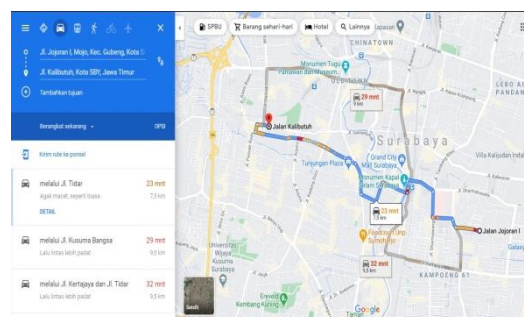 SPBU
Barang sehari-hari
Hotel
Lainnya
Jl. Jojoran I, Mojo, Kec. Gubeng, Kota S
Jl. Kalibutuh, Kota SBY, Jawa Timur
Tambahkan tujuan
Berangkat sekarang
OPSI
Kirim rute ke ponsel
melalui Jl. Tidar
23 mnt
Agak macet, seperti biasa
7,5 km
DETAIL
melalui Jl. Kusuma Bangsa
29 mnt
Lalu lintas lebih padat
9 km
melalui Jl. Kertajaya dan Jl. Tidar
32 mnt
Lalu lintas lebih padat
9,5 km
CHINATOWN
Monumen Tugu
Pahlawan dan Museum...
29 mnt
9 km
Jalan Kalibutuh
Surabaya
Tunjungan Plaza
Grand City
Mall Surabaya
Monumen Kapal
Selam Surabaya
Villa Kalijudan Indah
23 mnt
7,5 km
Jalan Jojoran I
32 mnt
9,5 km
KAMPOENG 61
Universitas
Wijaya
Kusuma
Surabaya
Ereveld
Kembang Kuning
Satelit
Google
Taman